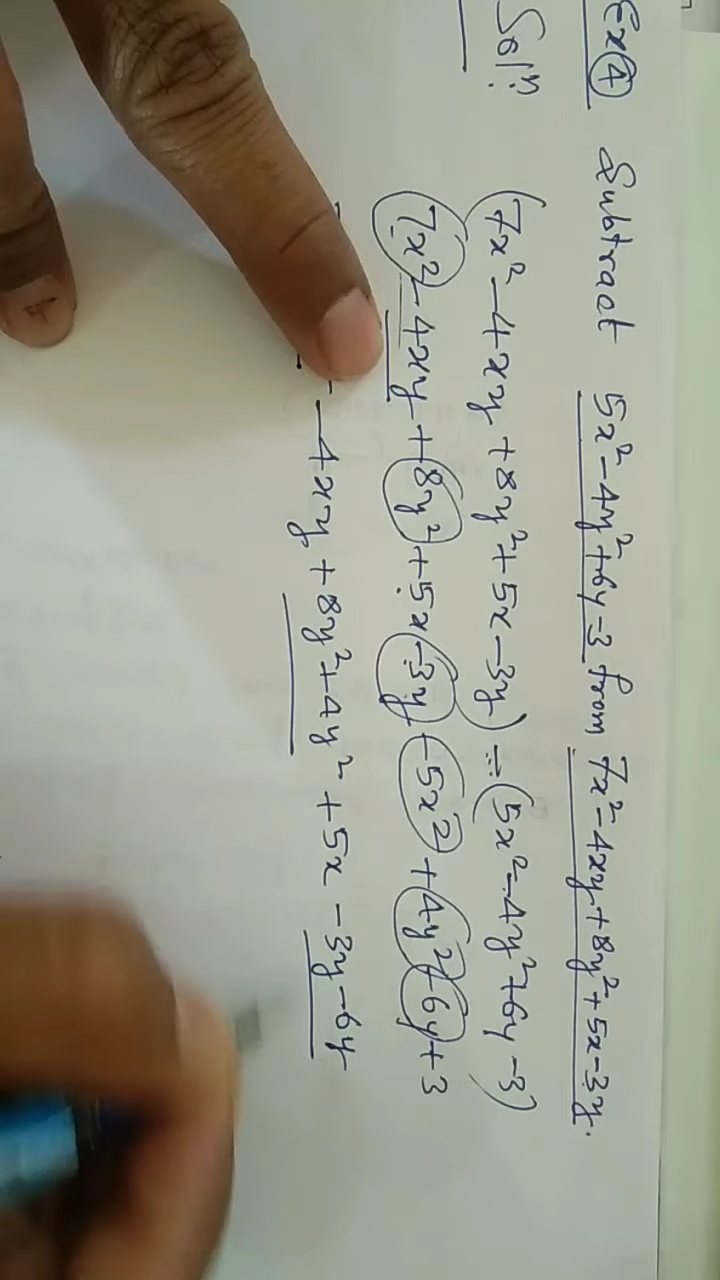 Ex 4 Subtract 5x²-4y²+6y-3 from 7x²-4xy+8y²+5x-3y.
Solⁿ: (7x²-4xy+8y²+5x-3y) - (5x²-4y²+6y-3)
7x²-4xy+8y²+5x-3y-5x²+4y²-6y+3
-4xy+8y²+4y²+5x-3y-6y